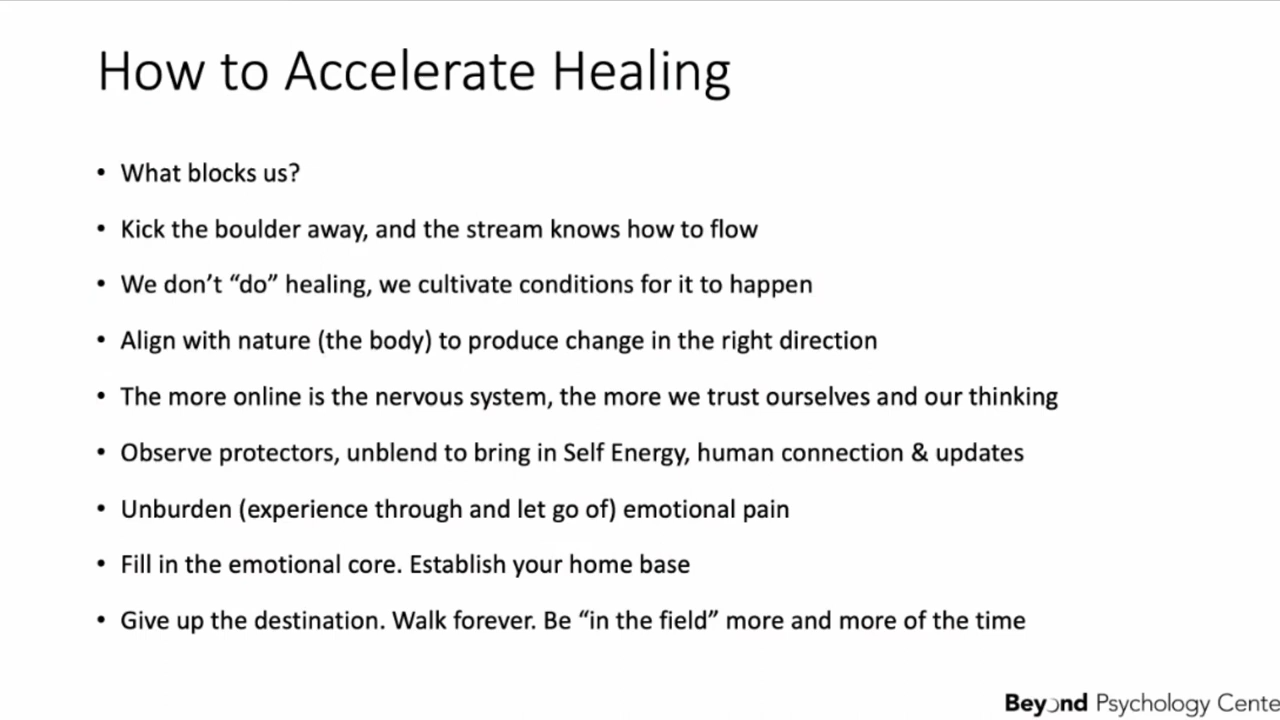 How to Accelerate Healing
• What blocks us?
• Kick the boulder away, and the stream knows how to flow
• We don’t “do” healing, we cultivate conditions for it to happen
• Align with nature (the body) to produce change in the right direction
• The more online is the nervous system, the more we trust ourselves and our thinking
• Observe protectors, unblend to bring in Self Energy, human connection & updates
• Unburden (experience through and let go of) emotional pain
• Fill in the emotional core. Establish your home base
• Give up the destination. Walk forever. Be “in the field” more and more of the time
Beyond Psychology Cente